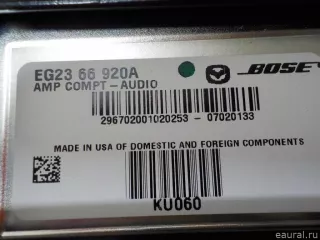 EG23 66 920A
AMP COMPT-AUDIO
BOSE
296702001020253 - 07020133
MADE IN USA OF DOMESTIC AND FOREIGN COMPONENTS
KU060
eaural.ru